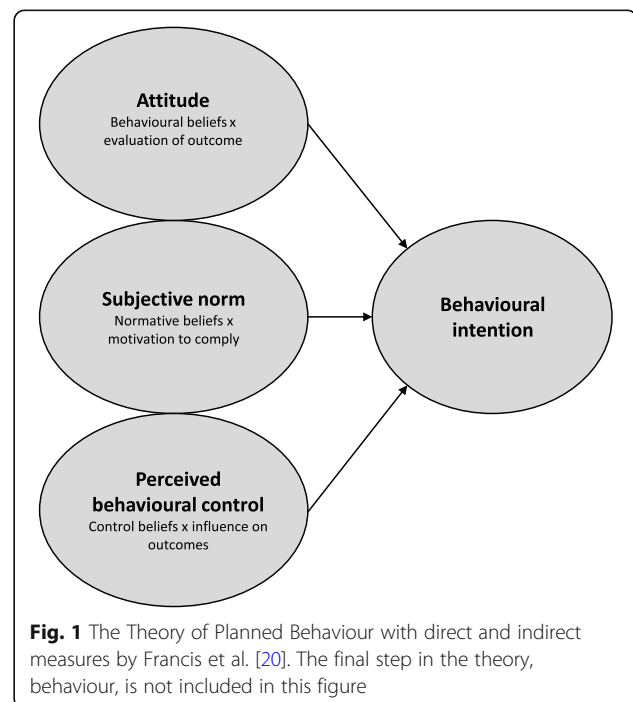 Attitude
Behavioural beliefs x
evaluation of outcome
Subjective norm
Normative beliefs x
motivation to comply
Behavioural
intention
Perceived
behavioural control
Control beliefs x influence on
outcomes
Fig. 1 The Theory of Planned Behaviour with direct and indirect
measures by Francis et al. [20]. The final step in the theory,
behaviour, is not included in this figure